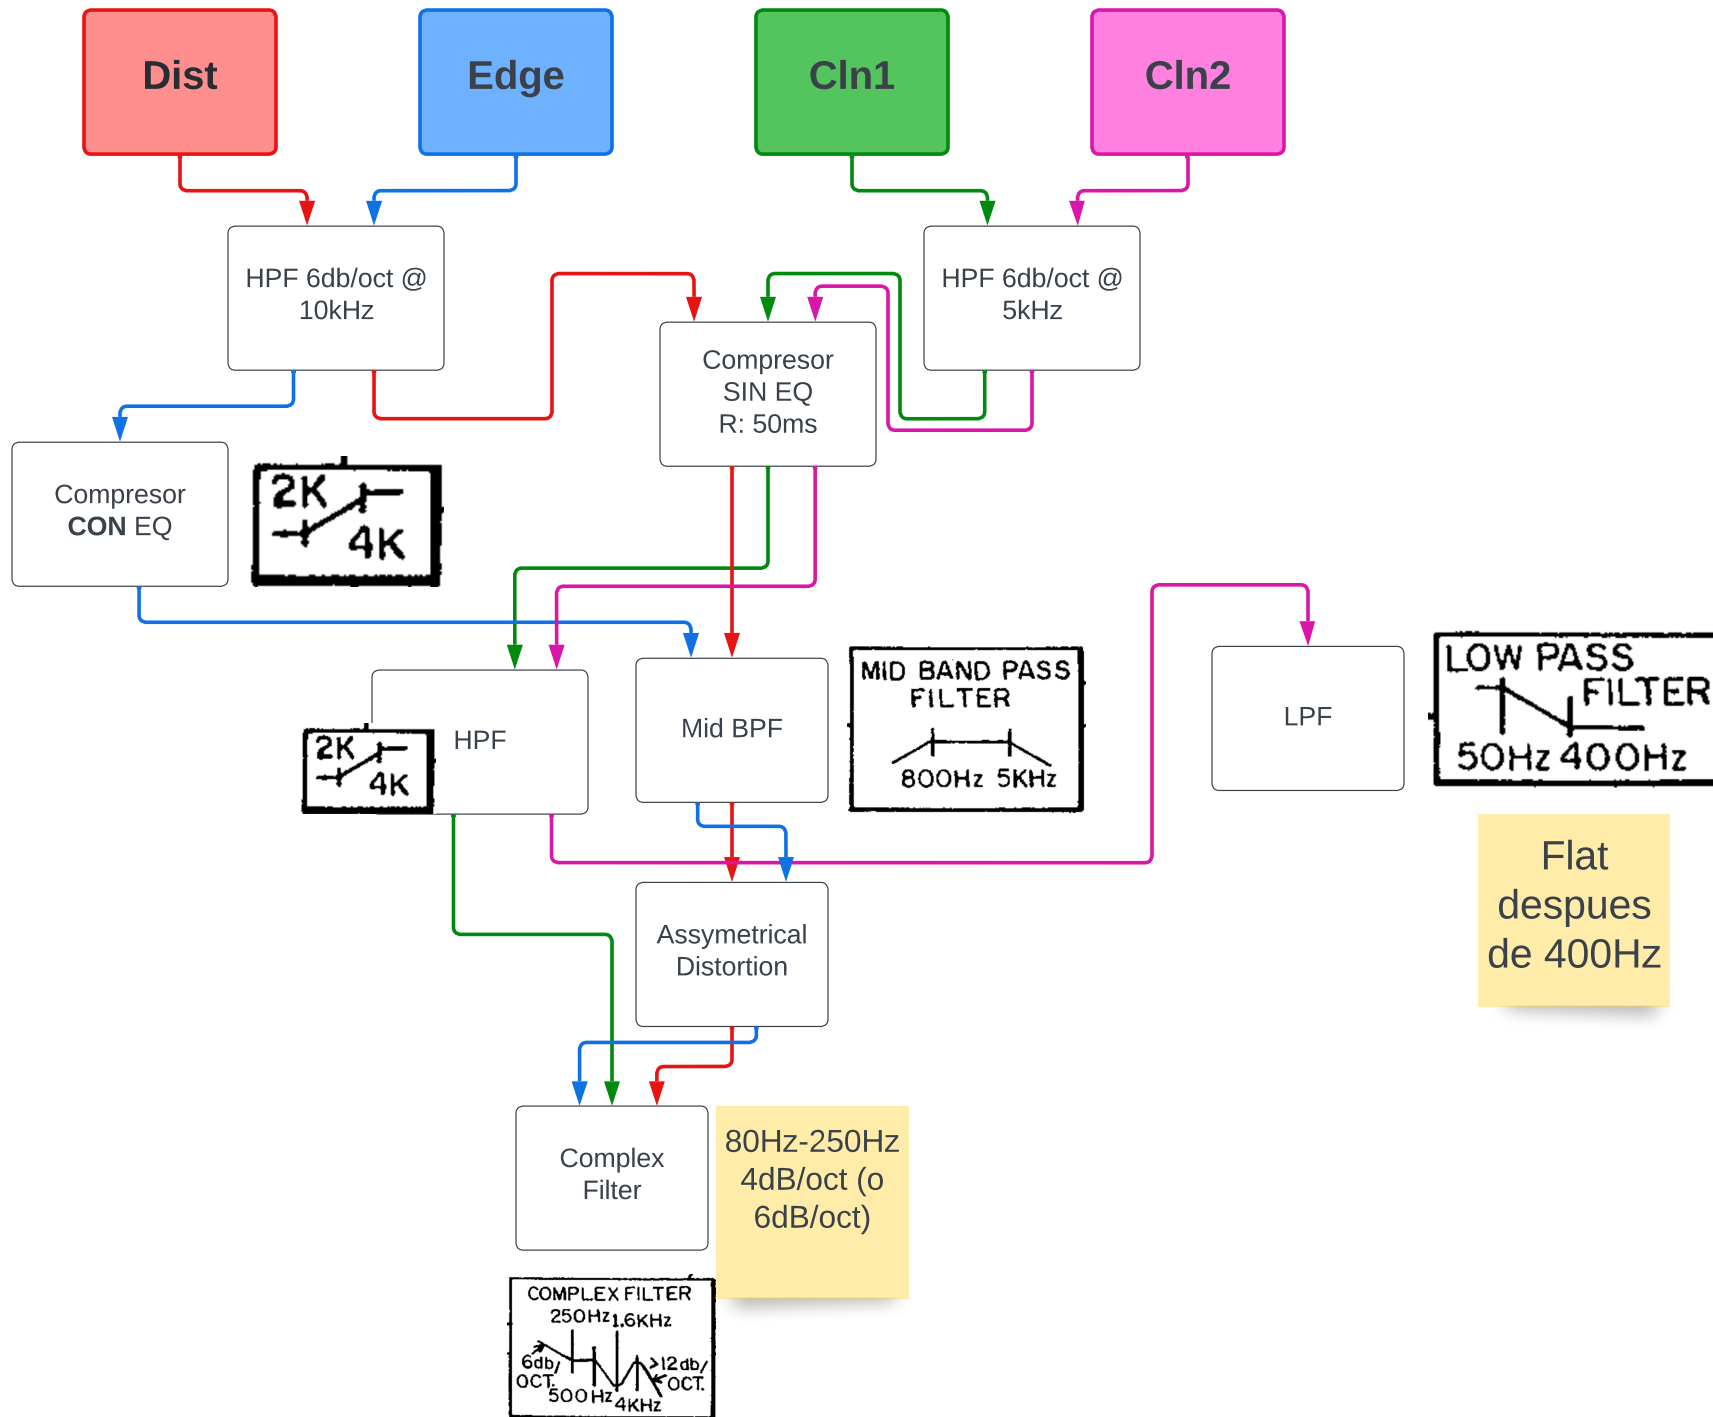 Dist
Edge
Cln1
Cln2
HPF 6db/oct @
10kHz
HPF 6db/oct @
5kHz
Compresor
SIN EQ
R: 50ms
Compresor
CON EQ
2K
4K
HPF
2K
4K
Mid BPF
MID BAND PASS
FILTER
800Hz 5KHz
LPF
LOW PASS
FILTER
50Hz 400Hz
Flat
despues
de 400Hz
Assymetrical
Distortion
Complex
Filter
80Hz-250Hz
4dB/oct (o
6dB/oct)
COMPLEX FILTER
250Hz 1.6KHz
6db/
OCT.
>12db/
OCT.
500Hz 4KHz